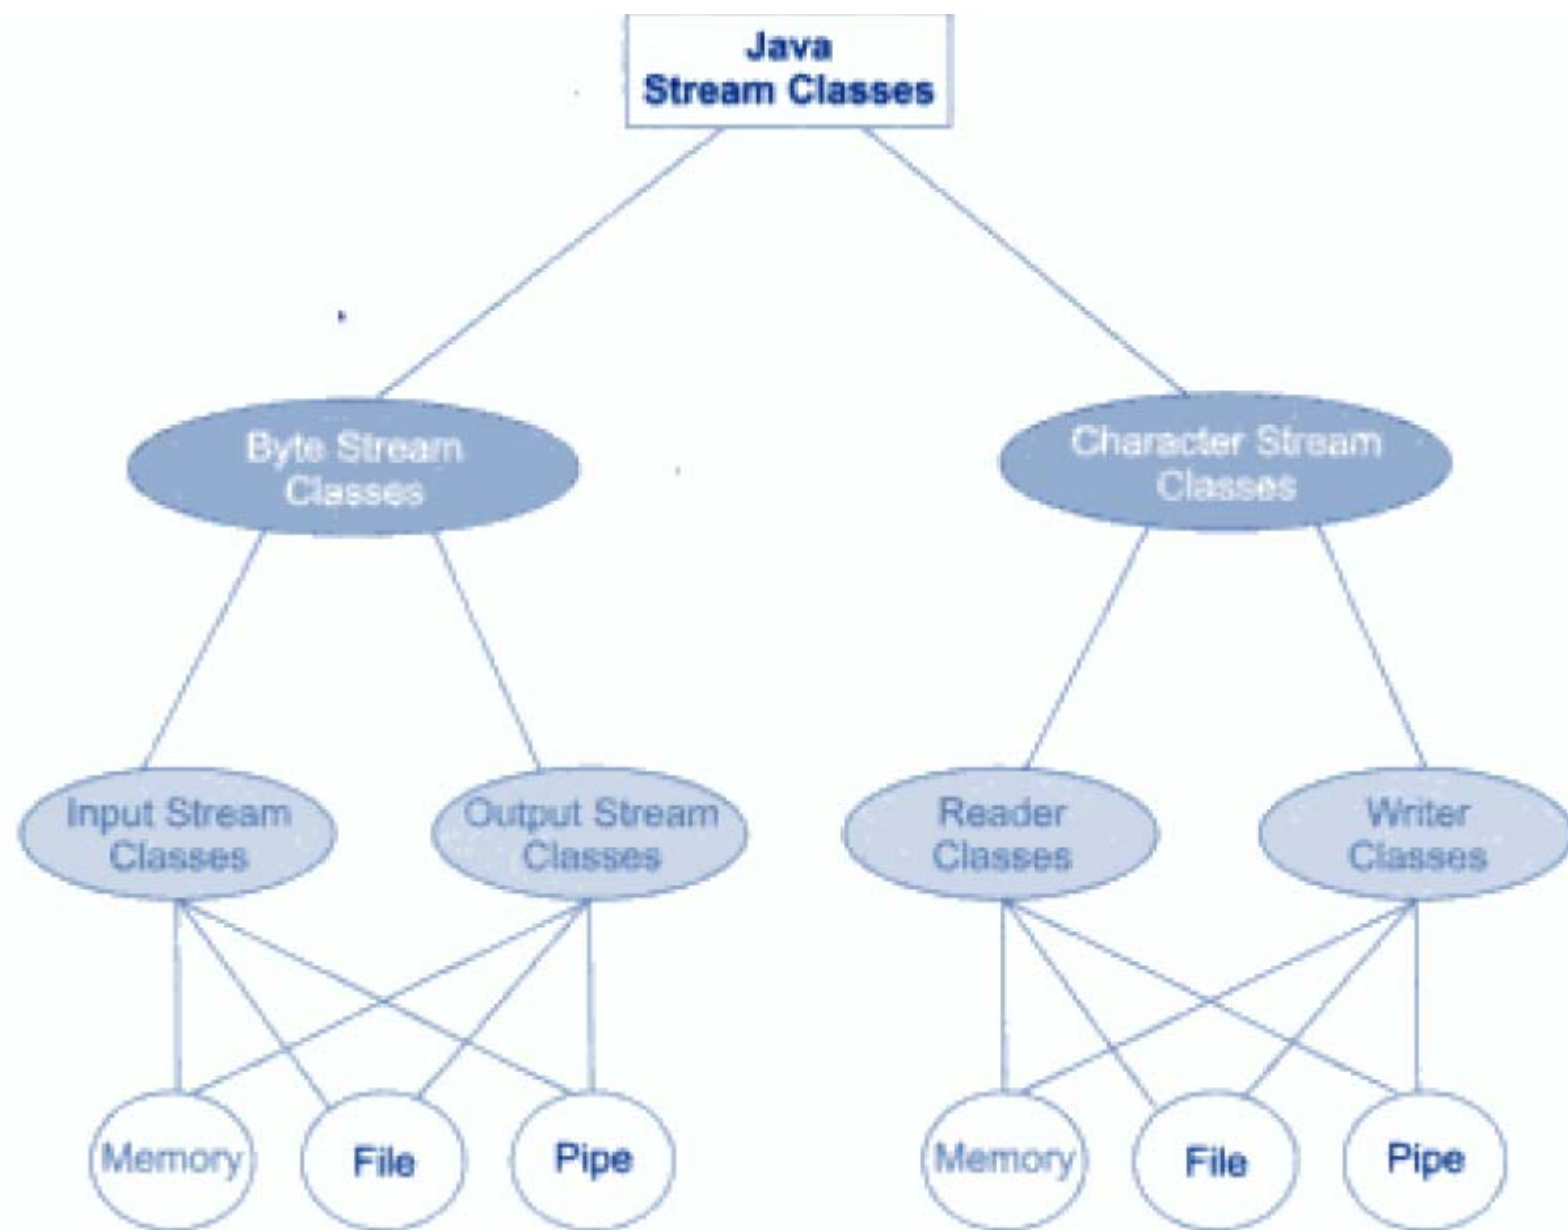 Java
Stream Classes
Byte Stream
Classes
Character Stream
Classes
Input Stream
Classes
Output Stream
Classes
Reader
Classes
Writer
Classes
Memory
File
Pipe
Memory
File
Pipe